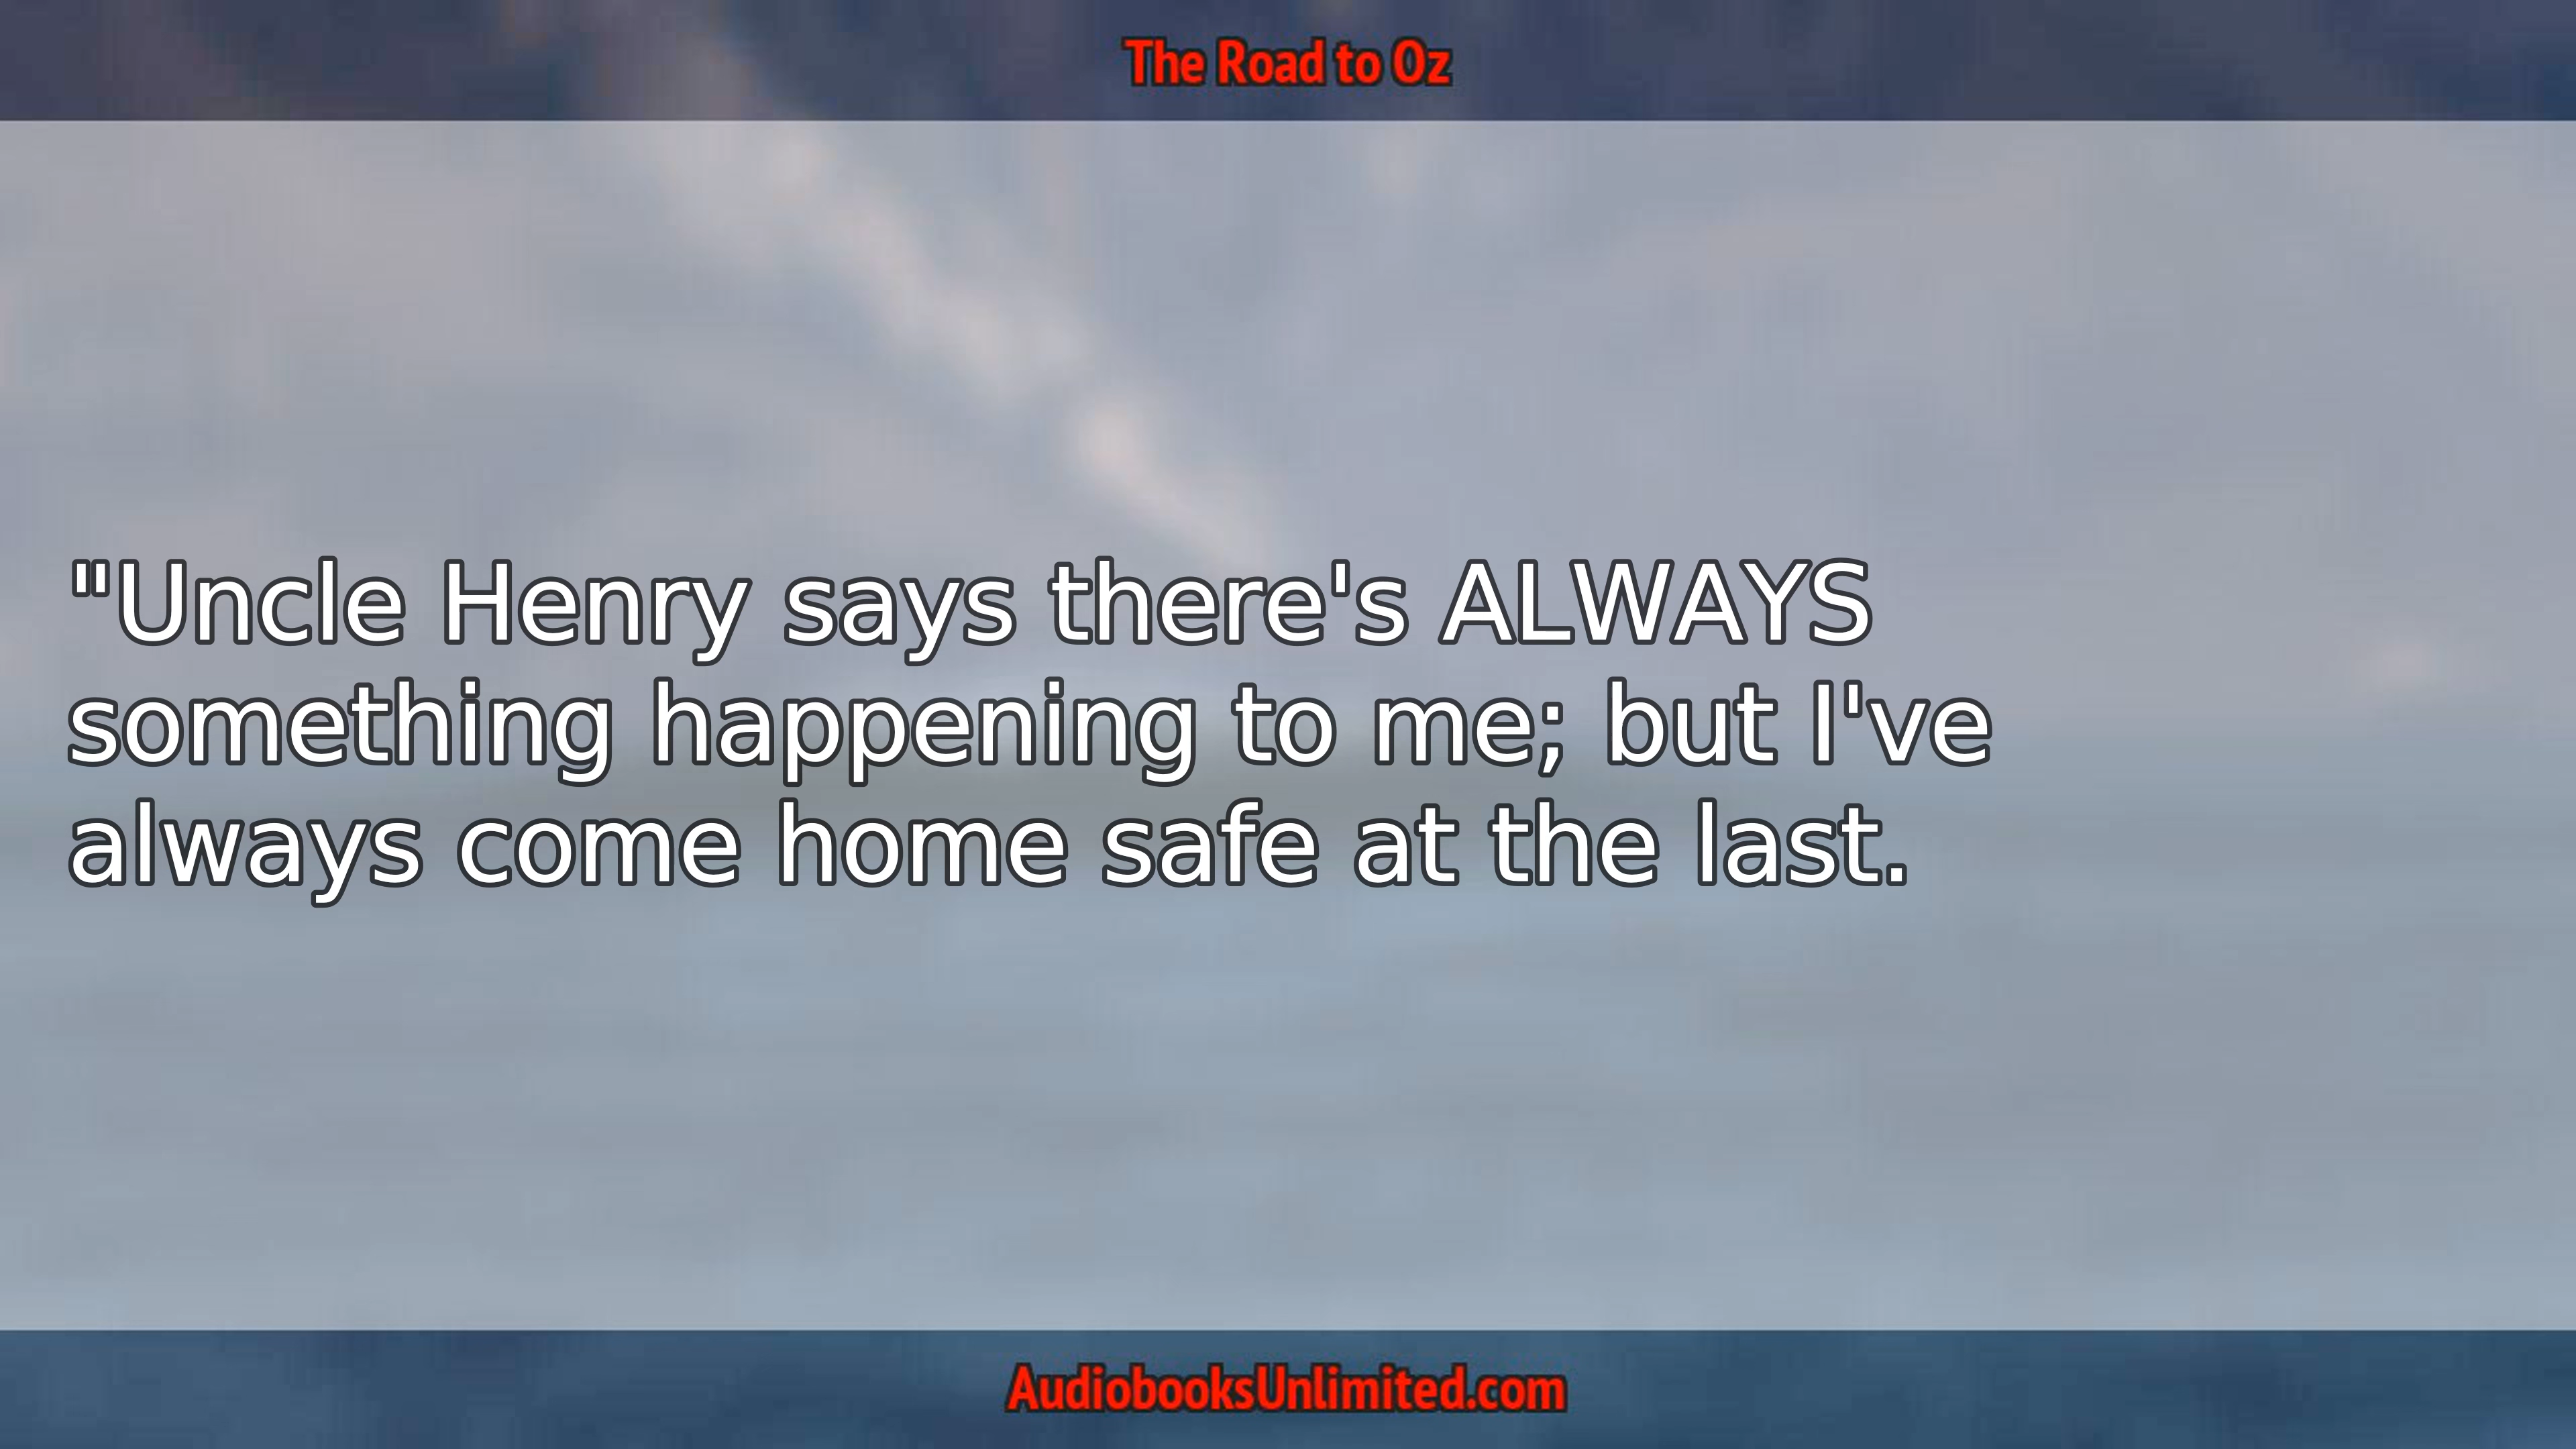 The Road to Oz
"Uncle Henry says there's ALWAYS
something happening to me; but I've
always come home safe at the last.
AudiobooksUnlimited.com